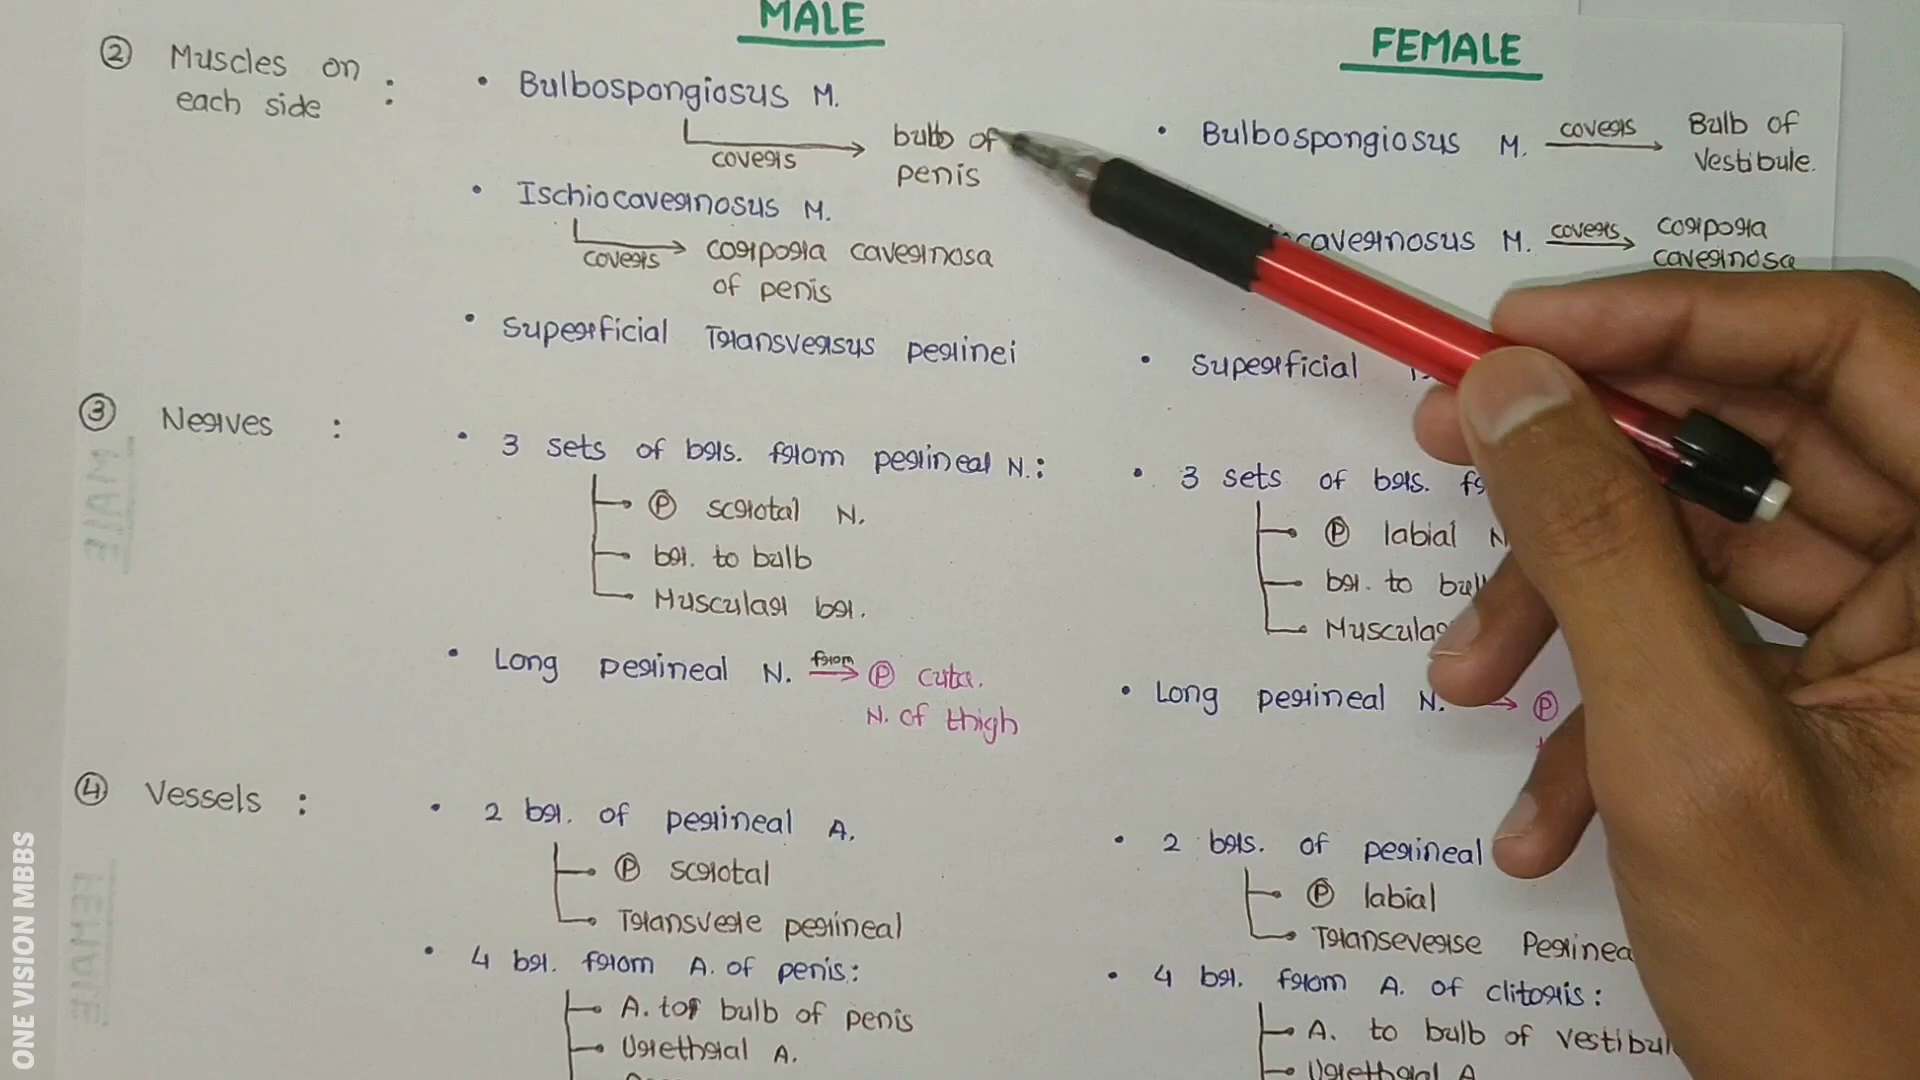 MALE
FEMALE
② Muscles on each side :
• Bulbospongiosus M.
covers → bulb of penis
• Ischiocavernosus M.
covers → corpora cavernosa of penis
• Superficial Transversus perinei
• Bulbospongiosus M. covers → Bulb of Vestibule.
cavernosus M. covers → corpora cavernosa
• Superficial
③ Nerves :
• 3 sets of brs. from perineal N.:
Ⓟ scrotal N.
br. to bulb
Muscular br.
• Long perineal N. from → Ⓟ cuta. N. of thigh
• 3 sets of brs.
Ⓟ labial
br. to
• Long perineal N. → Ⓟ
④ Vessels :
• 2 br. of perineal A.
Ⓟ scrotal
Transverse perineal
• 4 br. from A. of penis:
A. to bulb of penis
Urethral A.
• 2 brs. of perineal
Ⓟ labial
Transeverse
• 4 br. from A. of clitoris:
A. to bulb of
Urethral A
MALE
FEMALE
ONE VISION MBBS